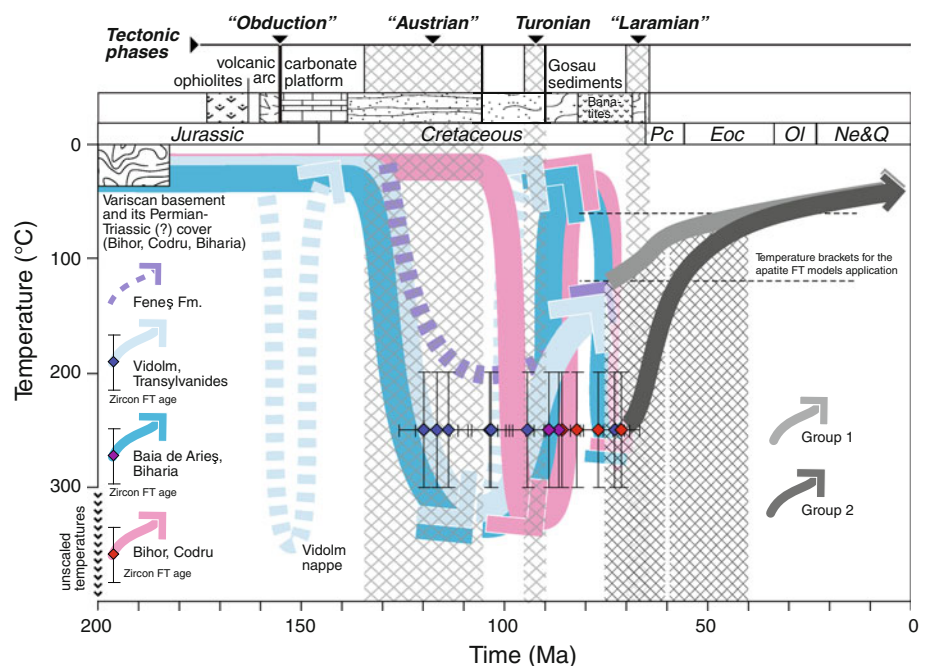 Tectonic
phases
“Obduction”
“Austrian”
Turonian
“Laramian”
ophiolites
volcanic
arc
carbonate
platform
Gosau
sediments
Bana-
tites
Jurassic
Cretaceous
Pc
Eoc
Ol
Ne&Q
Temperature (°C)
0
100
200
300
unscaled
temperatures
Variscan basement
and its Permian-
Triassic (?) cover
(Bihor, Codru, Biharia)
Feneş Fm.
Vidolm,
Transylvanides
Zircon FT age
Baia de Arieş,
Biharia
Zircon FT age
Bihor, Codru
Zircon FT age
Vidolm
nappe
Temperature brackets for the
apatite FT models application
Group 1
Group 2
200
150
100
50
0
Time (Ma)